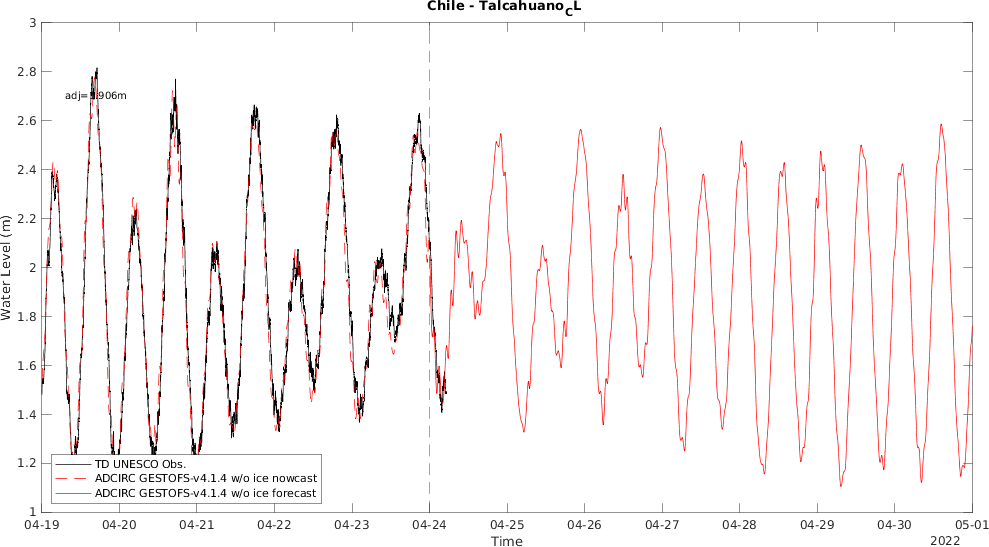 Chile - Talcahuano_CL
3
2.8
2.6
2.4
2.2
2
1.8
1.6
1.4
1.2
1
Water Level (m)
TD UNESCO Obs.
ADCIRC GESTOFS-v4.1.4 w/o ice nowcast
ADCIRC GESTOFS-v4.1.4 w/o ice forecast
04-19 04-20 04-21 04-22 04-23 04-24 04-25 04-26 04-27 04-28 04-29 04-30 05-01
Time
2022